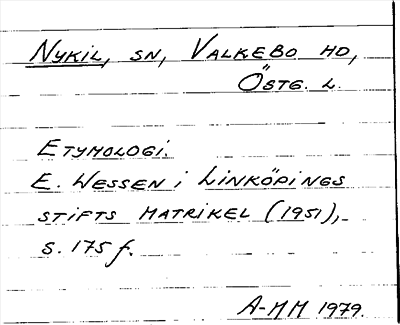 Nykil, sn, Valkebo hd,
Östg. l.
Etymologi.
E. Wessen i Linköpings
stifts matrikel (1951),
s. 175 f.
A-MM 1979.